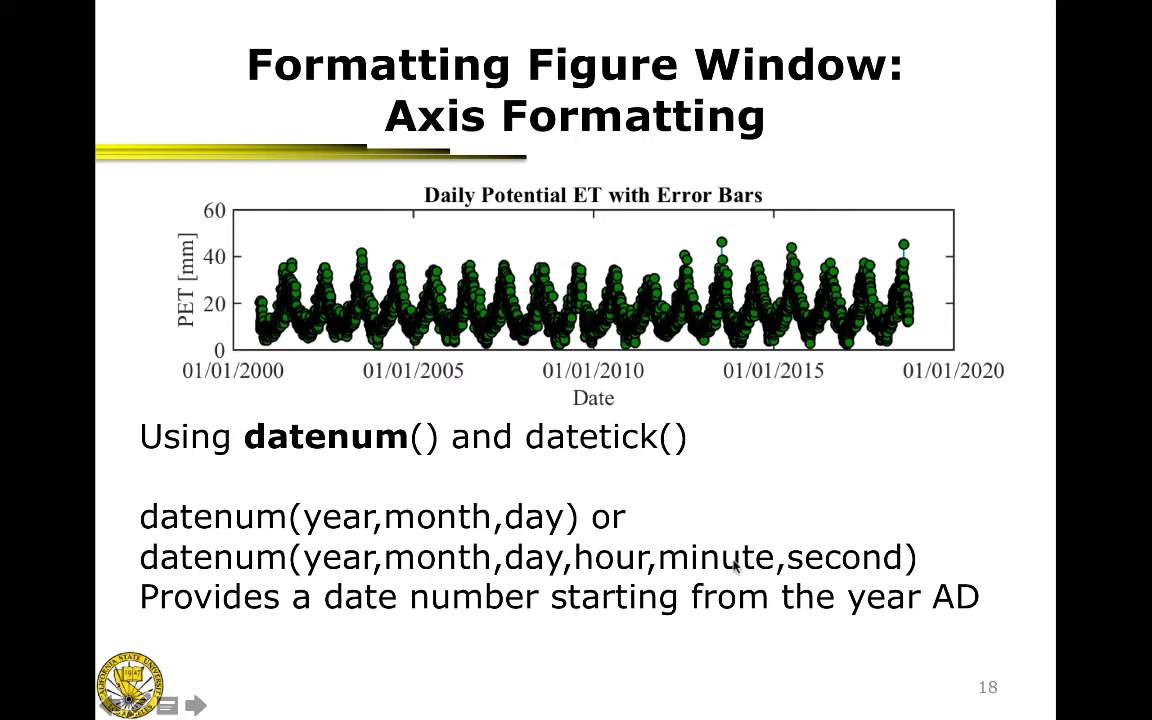 Formatting Figure Window:
Axis Formatting
Daily Potential ET with Error Bars
60
40
20
0
PET [mm]
01/01/2000 01/01/2005 01/01/2010 01/01/2015 01/01/2020
Date
Using datenum() and datetick()
datenum(year,month,day) or
datenum(year,month,day,hour,minute,second)
Provides a date number starting from the year AD
1947
18